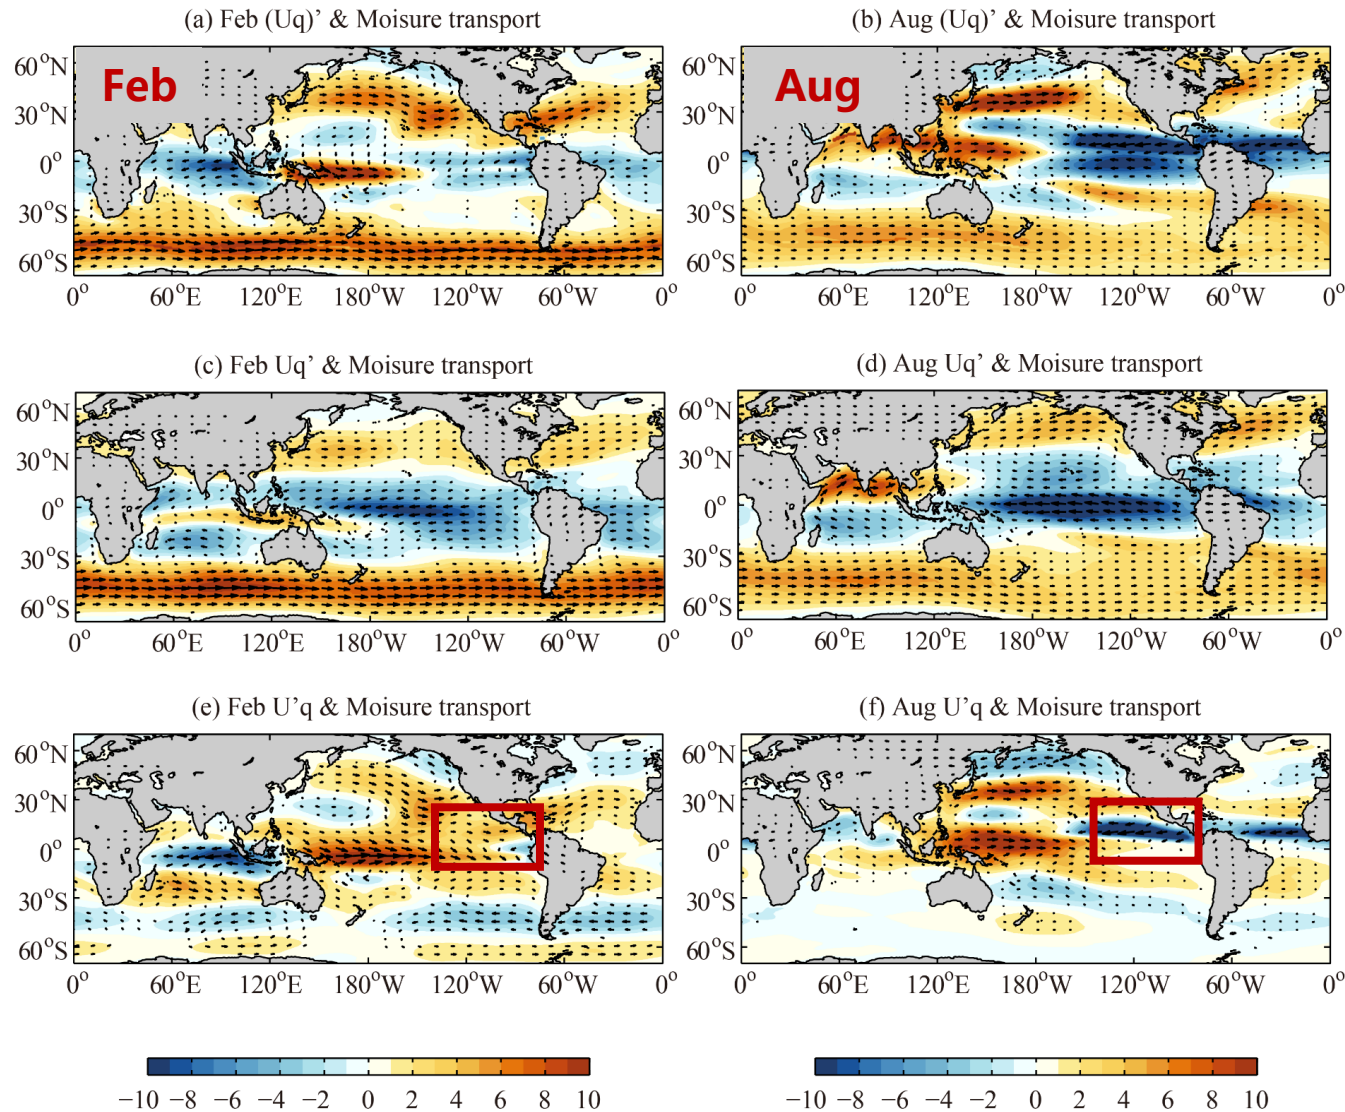 (a) Feb (Uq)’ & Moisure transport
(b) Aug (Uq)’ & Moisure transport
Feb
Aug
60°N
30°N
0°
30°S
60°S
0° 60°E 120°E 180°W 120°W 60°W 0°
60°N
30°N
0°
30°S
60°S
0° 60°E 120°E 180°W 120°W 60°W 0°
(c) Feb Uq’ & Moisure transport
(d) Aug Uq’ & Moisure transport
60°N
30°N
0°
30°S
60°S
0° 60°E 120°E 180°W 120°W 60°W 0°
60°N
30°N
0°
30°S
60°S
0° 60°E 120°E 180°W 120°W 60°W 0°
(e) Feb U’q & Moisure transport
(f) Aug U’q & Moisure transport
60°N
30°N
0°
30°S
60°S
0° 60°E 120°E 180°W 120°W 60°W 0°
60°N
30°N
0°
30°S
60°S
0° 60°E 120°E 180°W 120°W 60°W 0°
−10 −8 −6 −4 −2 0 2 4 6 8 10
−10 −8 −6 −4 −2 0 2 4 6 8 10